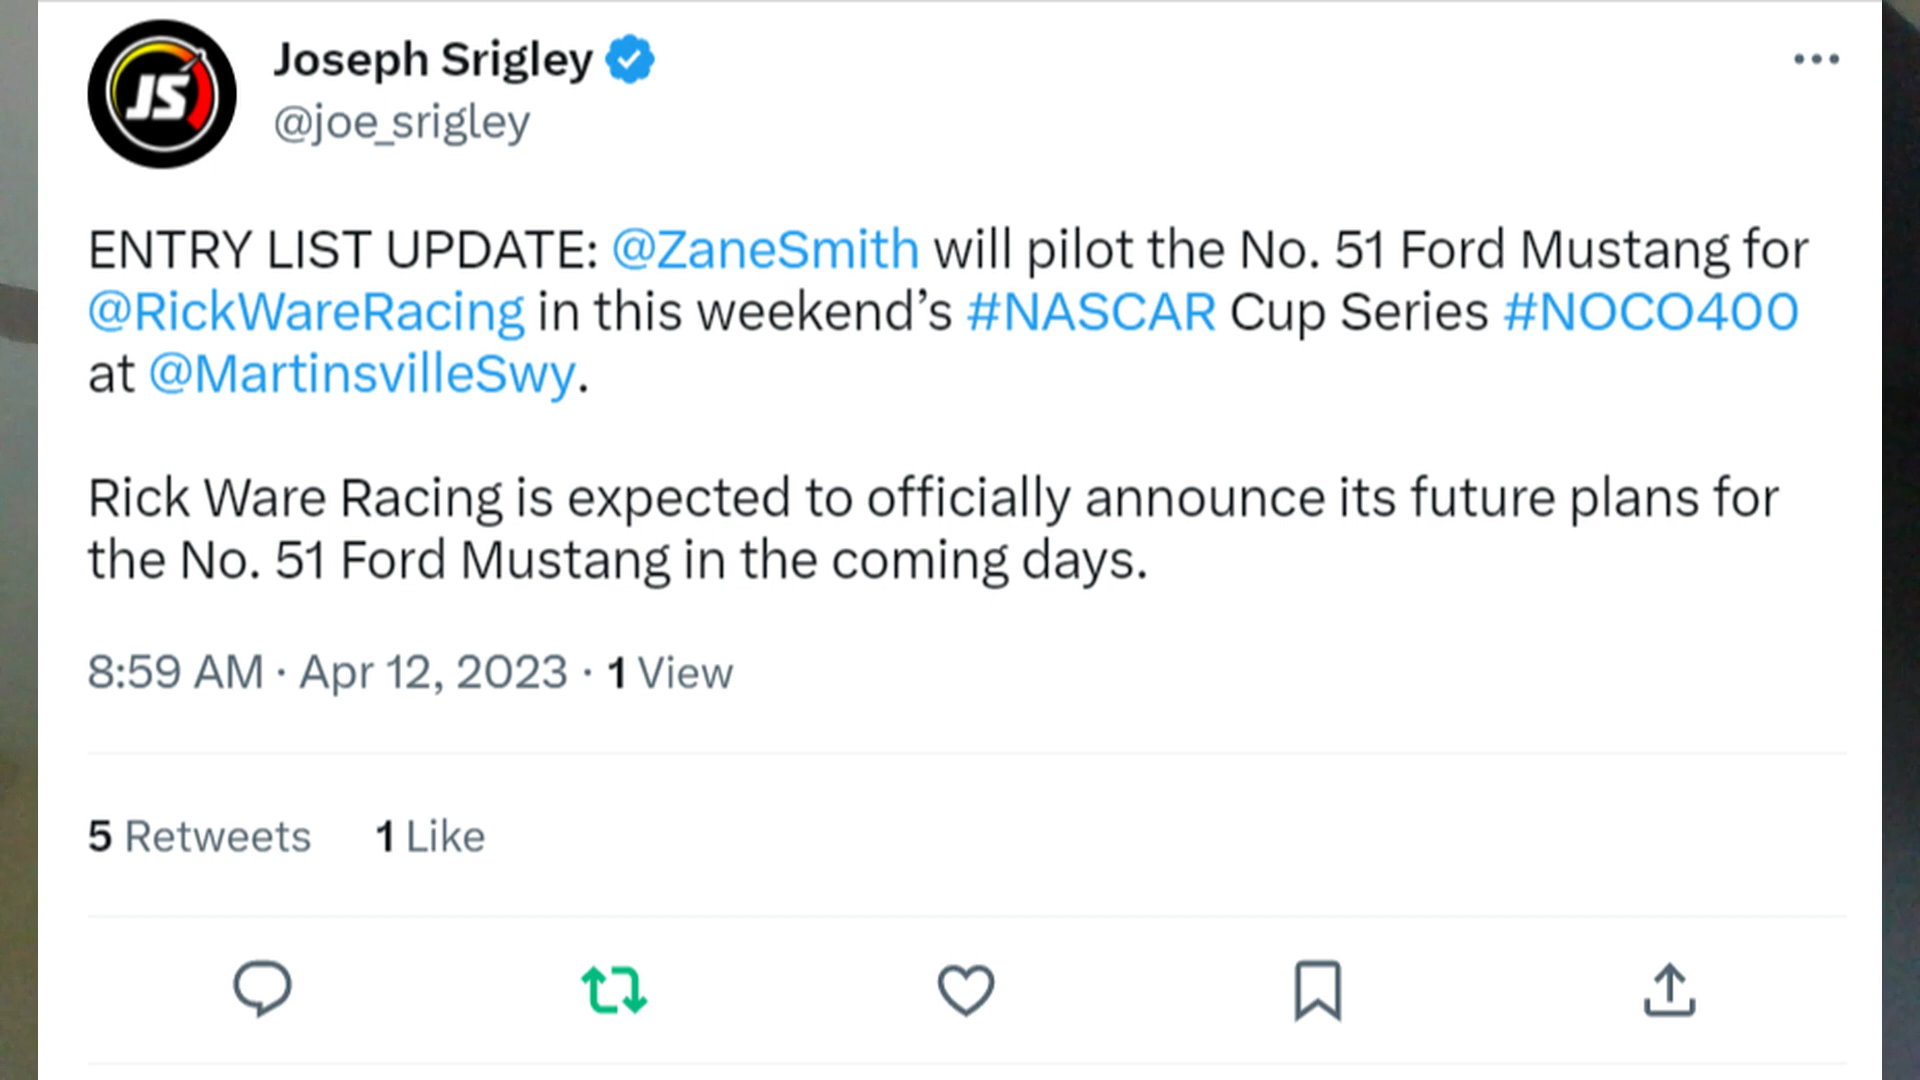 JS
Joseph Srigley
@joe_srigley
ENTRY LIST UPDATE: @ZaneSmith will pilot the No. 51 Ford Mustang for
@RickWareRacing in this weekend’s #NASCAR Cup Series #NOCO400
at @MartinsvilleSwy.
Rick Ware Racing is expected to officially announce its future plans for
the No. 51 Ford Mustang in the coming days.
8:59 AM · Apr 12, 2023 · 1 View
5 Retweets 1 Like